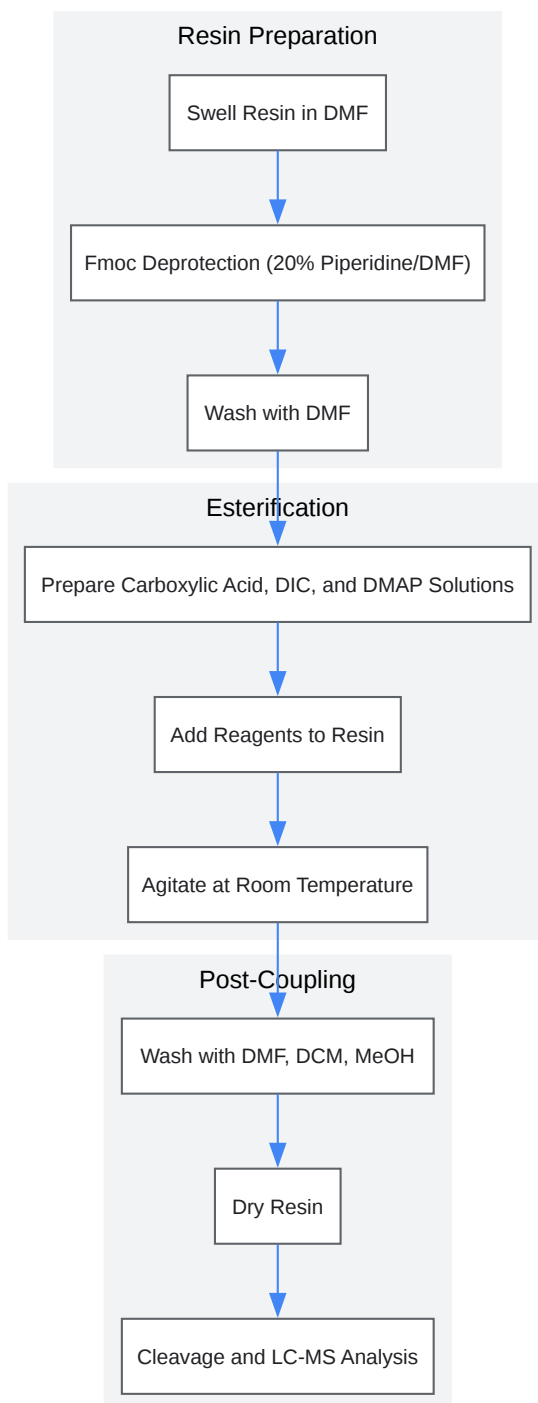 Resin Preparation
Swell Resin in DMF
Fmoc Deprotection (20% Piperidine/DMF)
Wash with DMF
Esterification
Prepare Carboxylic Acid, DIC, and DMAP Solutions
Add Reagents to Resin
Agitate at Room Temperature
Post-Coupling
Wash with DMF, DCM, MeOH
Dry Resin
Cleavage and LC-MS Analysis